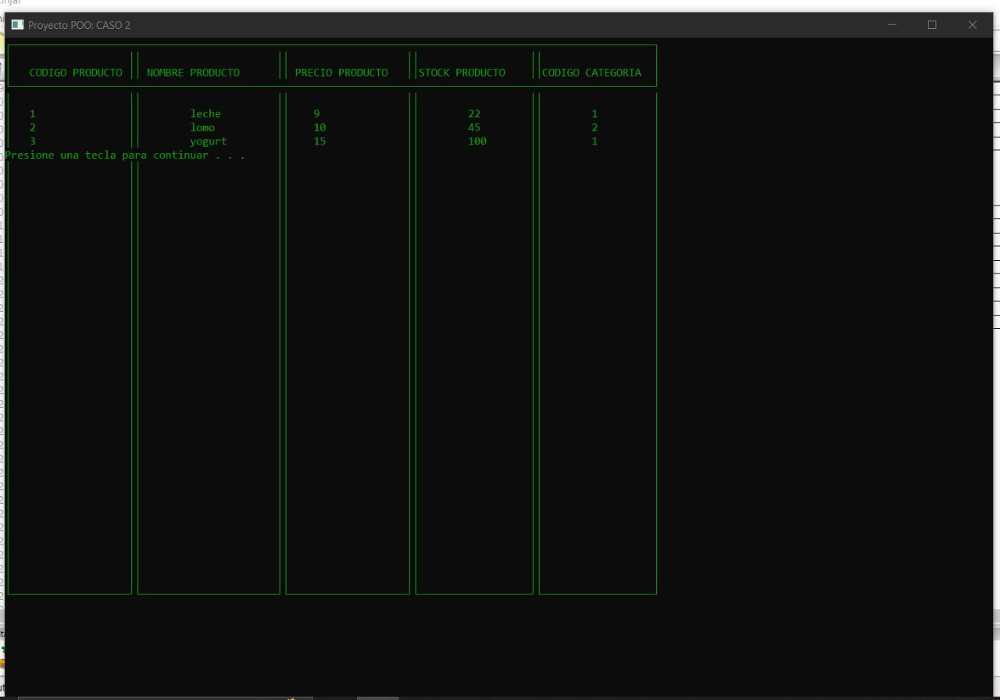 Proyecto POO: CASO 2
CODIGO PRODUCTO NOMBRE PRODUCTO PRECIO PRODUCTO STOCK PRODUCTO CODIGO CATEGORIA
1 leche 9 22 1
2 lomo 10 45 2
3 yogurt 15 100 1
Presione una tecla para continuar . . .